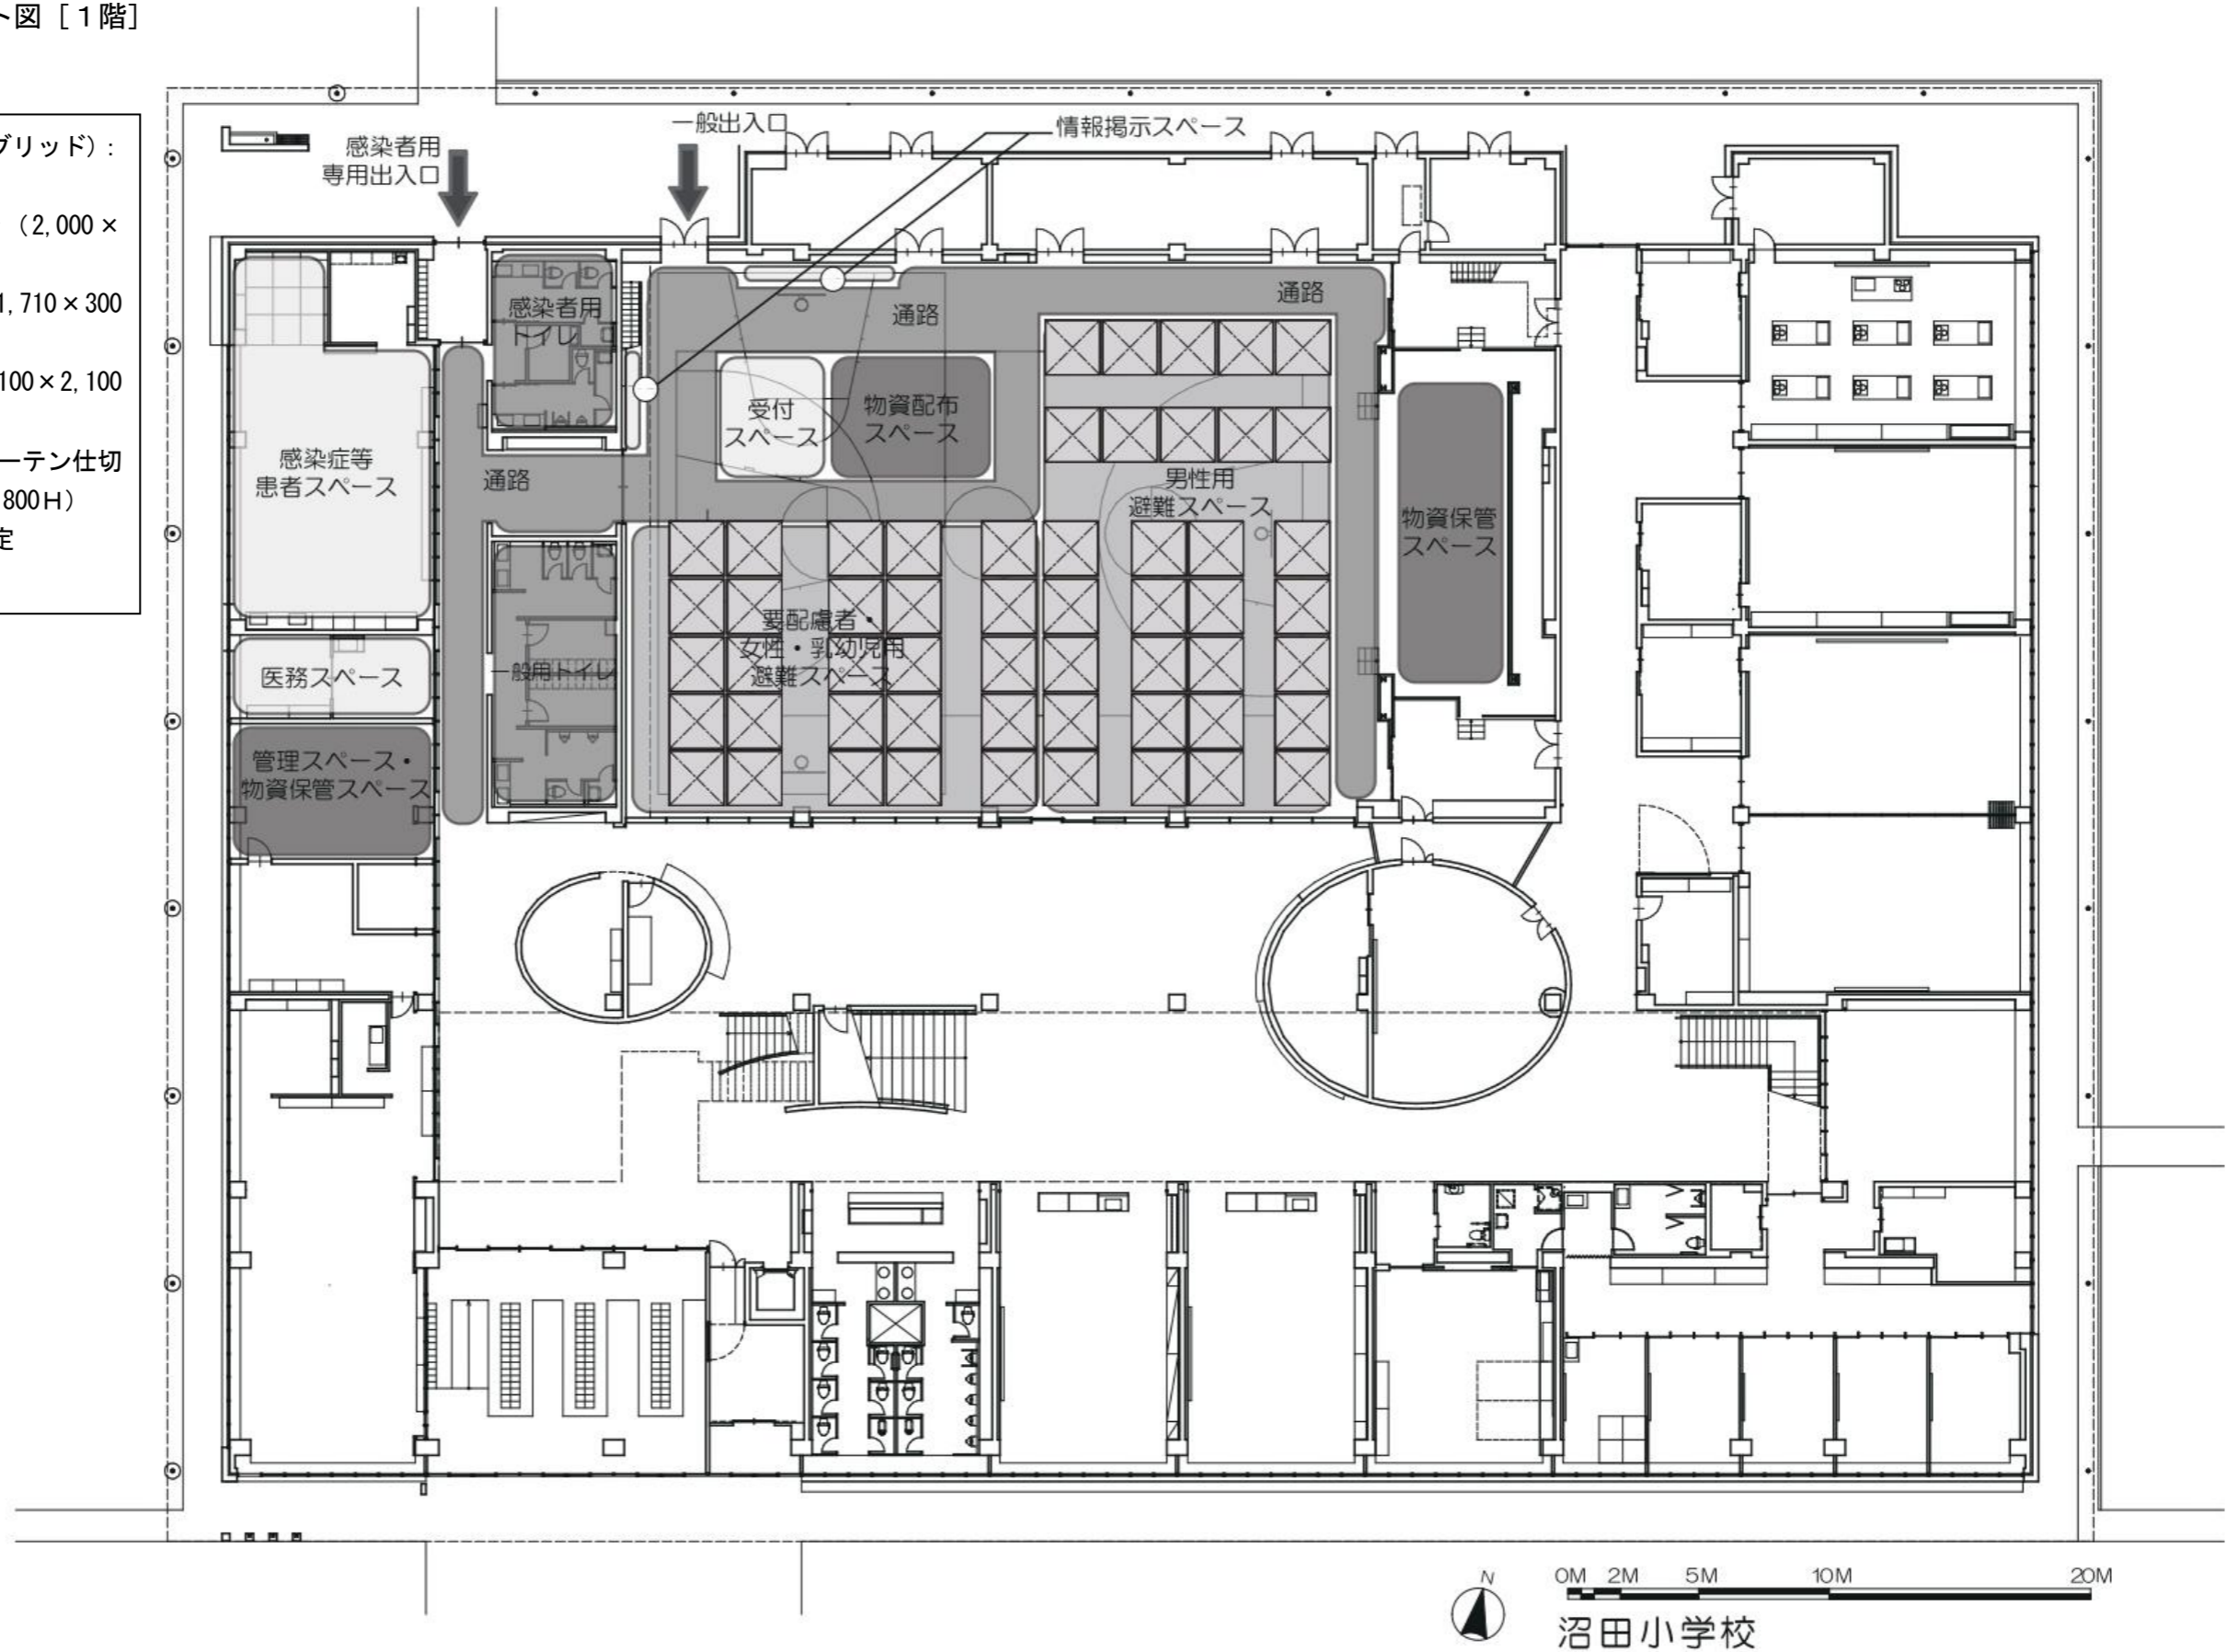 ト図［１階］
グリッド）：
（2,000×
1,710×300
100×2,100
ーテン仕切
800Ｈ）
定
感染者用
専用出入口
一般出入口
情報掲示スペース
感染者用
トイレ
通路
通路
受付
スペース
物資配布
スペース
感染症等
患者スペース
通路
男性用
避難スペース
物資保管
スペース
要配慮者・
女性・乳幼児用
避難スペース
一般用トイレ
医務スペース
管理スペース・
物資保管スペース
N
0M 2M 5M 10M 20M
沼田小学校